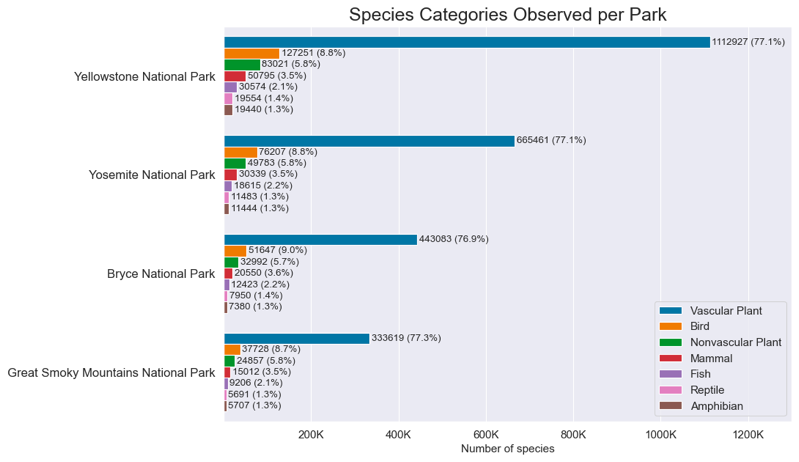 Species Categories Observed per Park
Yellowstone National Park
1112927 (77.1%)
127251 (8.8%)
83021 (5.8%)
50795 (3.5%)
30574 (2.1%)
19554 (1.4%)
19440 (1.3%)
Yosemite National Park
665461 (77.1%)
76207 (8.8%)
49783 (5.8%)
30339 (3.5%)
18615 (2.2%)
11483 (1.3%)
11444 (1.3%)
Bryce National Park
443083 (76.9%)
51647 (9.0%)
32992 (5.7%)
20550 (3.6%)
12423 (2.2%)
7950 (1.4%)
7380 (1.3%)
Great Smoky Mountains National Park
333619 (77.3%)
37728 (8.7%)
24857 (5.8%)
15012 (3.5%)
9206 (2.1%)
5691 (1.3%)
5707 (1.3%)
Vascular Plant
Bird
Nonvascular Plant
Mammal
Fish
Reptile
Amphibian
200K 400K 600K 800K 1000K 1200K
Number of species